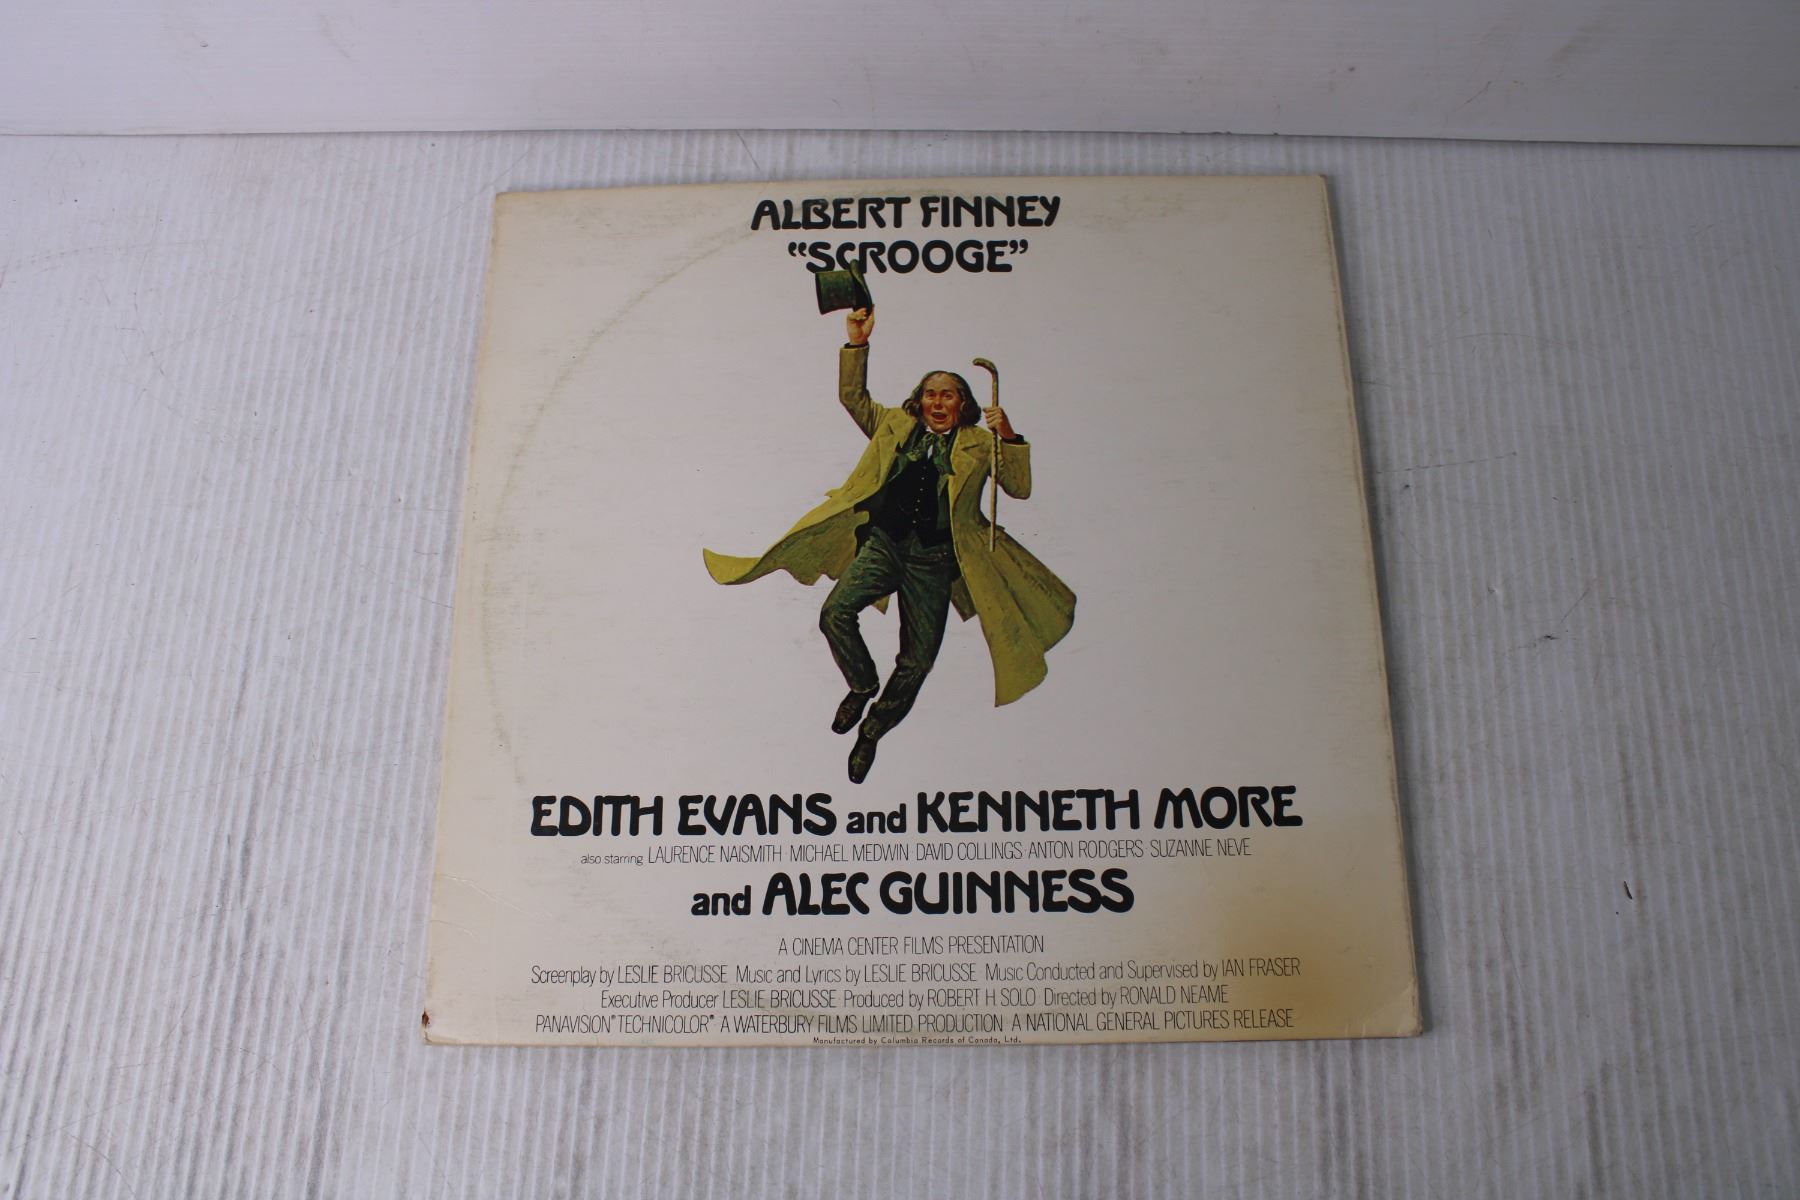 ALBERT FINNEY
“SCROOGE”
EDITH EVANS and KENNETH MORE
also starring LAURENCE NAISMITH · MICHAEL MEDWIN · DAVID COLLINGS · ANTON RODGERS · SUZANNE NEVE
and ALEC GUINNESS
A CINEMA CENTER FILMS PRESENTATION
Screenplay by LESLIE BRICUSSE · Music and Lyrics by LESLIE BRICUSSE · Music Conducted and Supervised by IAN FRASER
Executive Producer LESLIE BRICUSSE · Produced by ROBERT H. SOLO · Directed by RONALD NEAME
PANAVISION® TECHNICOLOR® · A WATERBURY FILMS LIMITED PRODUCTION · A NATIONAL GENERAL PICTURES RELEASE
Manufactured by Columbia Records of Canada, Ltd.